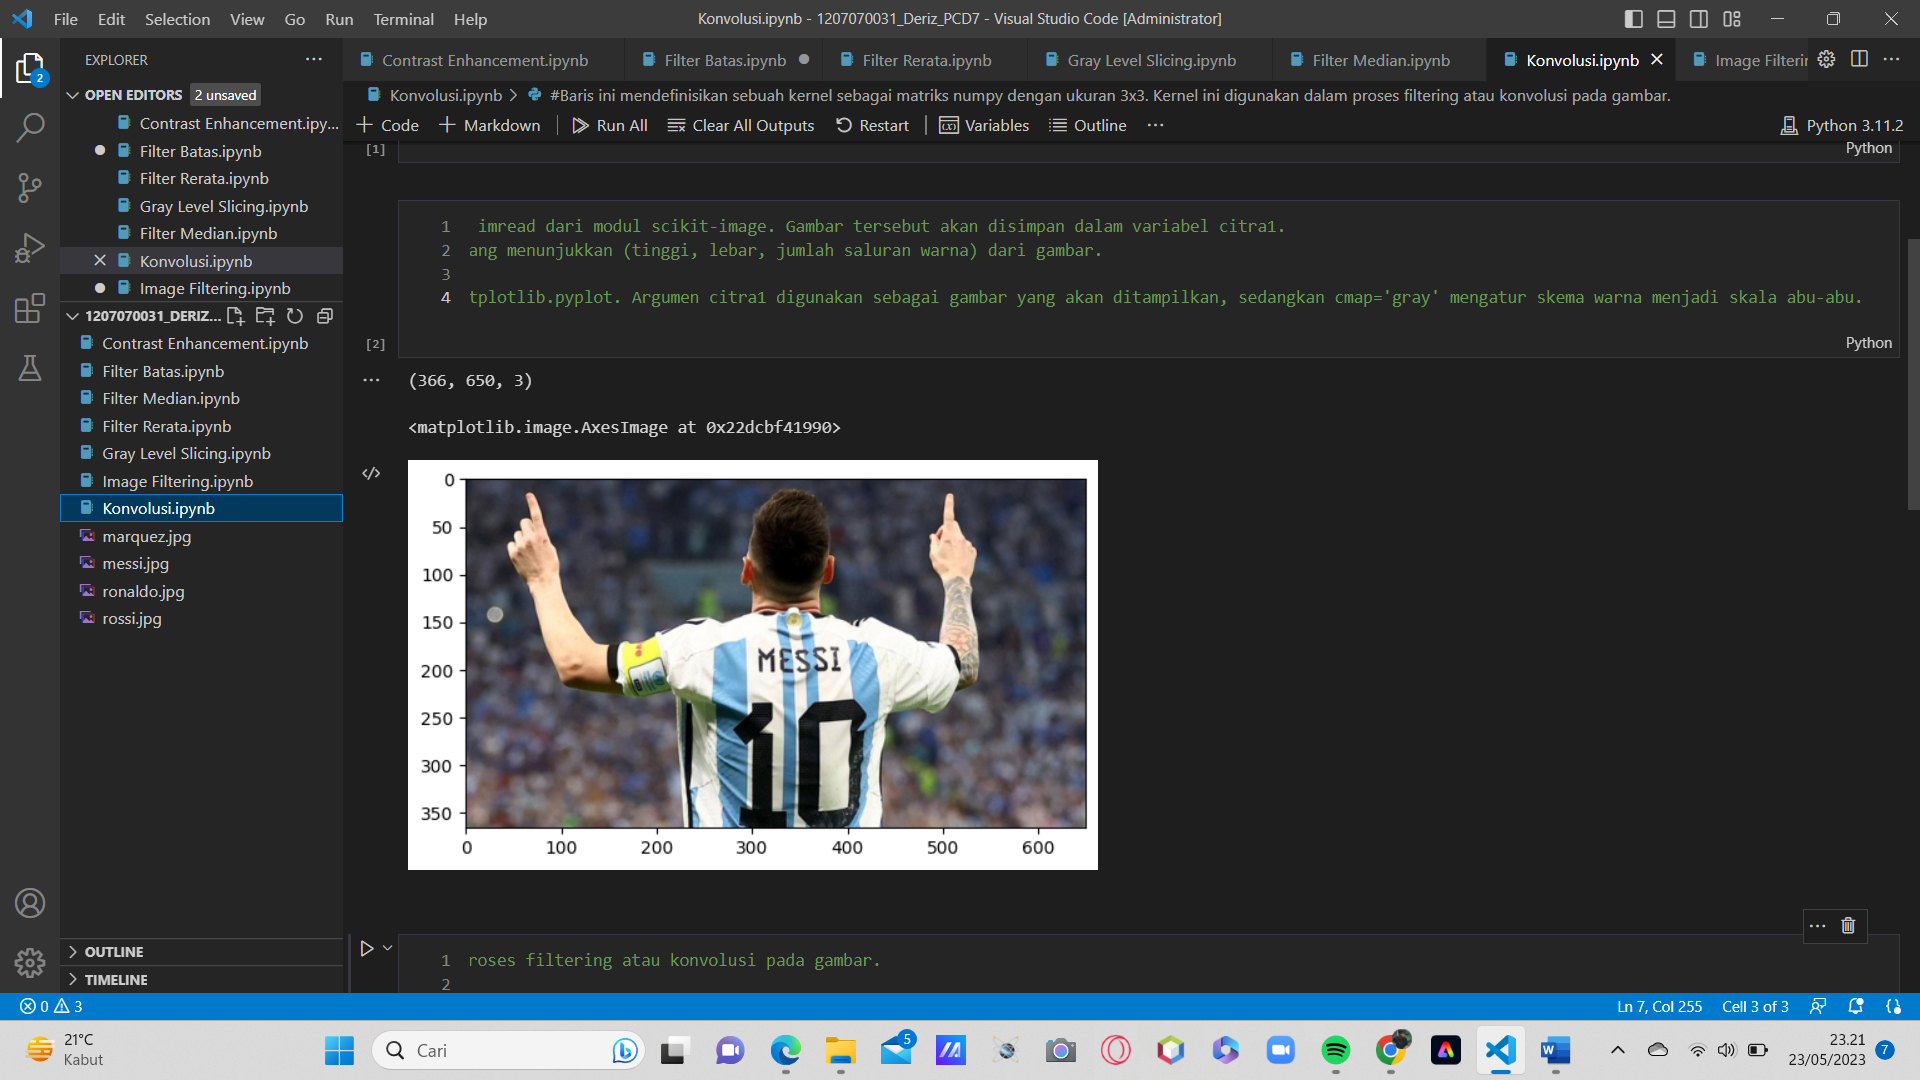 File Edit Selection View Go Run Terminal Help
Konvolusi.ipynb - 1207070031_Deriz_PCD7 - Visual Studio Code [Administrator]
EXPLORER
Contrast Enhancement.ipynb
Filter Batas.ipynb
Filter Rerata.ipynb
Gray Level Slicing.ipynb
Filter Median.ipynb
Konvolusi.ipynb
Image Filterir
OPEN EDITORS 2 unsaved
Contrast Enhancement.ipy...
Filter Batas.ipynb
Filter Rerata.ipynb
Gray Level Slicing.ipynb
Filter Median.ipynb
Konvolusi.ipynb
Image Filtering.ipynb
1207070031_DERIZ...
Contrast Enhancement.ipynb
Filter Batas.ipynb
Filter Median.ipynb
Filter Rerata.ipynb
Gray Level Slicing.ipynb
Image Filtering.ipynb
Konvolusi.ipynb
marquez.jpg
messi.jpg
ronaldo.jpg
rossi.jpg
OUTLINE
TIMELINE
2
Konvolusi.ipynb > #Baris ini mendefinisikan sebuah kernel sebagai matriks numpy dengan ukuran 3x3. Kernel ini digunakan dalam proses filtering atau konvolusi pada gambar.
+ Code + Markdown Run All Clear All Outputs Restart Variables Outline ... Python 3.11.2
[1] Python
1 imread dari modul scikit-image. Gambar tersebut akan disimpan dalam variabel citra1.
2 ang menunjukkan (tinggi, lebar, jumlah saluran warna) dari gambar.
3
4 tplotlib.pyplot. Argumen citra1 digunakan sebagai gambar yang akan ditampilkan, sedangkan cmap='gray' mengatur skema warna menjadi skala abu-abu.
[2] Python
(366, 650, 3)
<matplotlib.image.AxesImage at 0x22dcbf41990>
0
50
100
150
200
250
300
350
0 100 200 300 400 500 600
MESSI
10
1 roses filtering atau konvolusi pada gambar.
2
0 3
Ln 7, Col 255 Cell 3 of 3
21°C
Kabut
Cari
5
23.21
23/05/2023
7